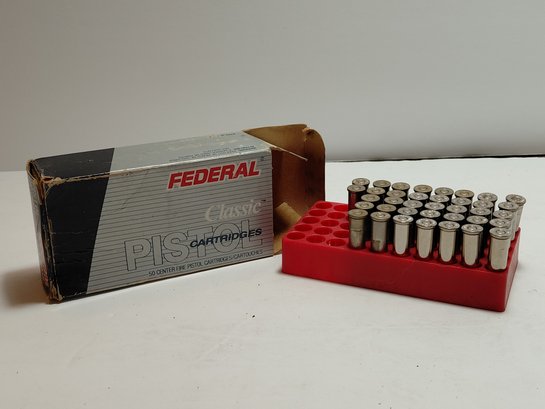 FEDERAL
Classic
PISTOL
CARTRIDGES
50 CENTER FIRE PISTOL CARTRIDGES/CARTOUCHES